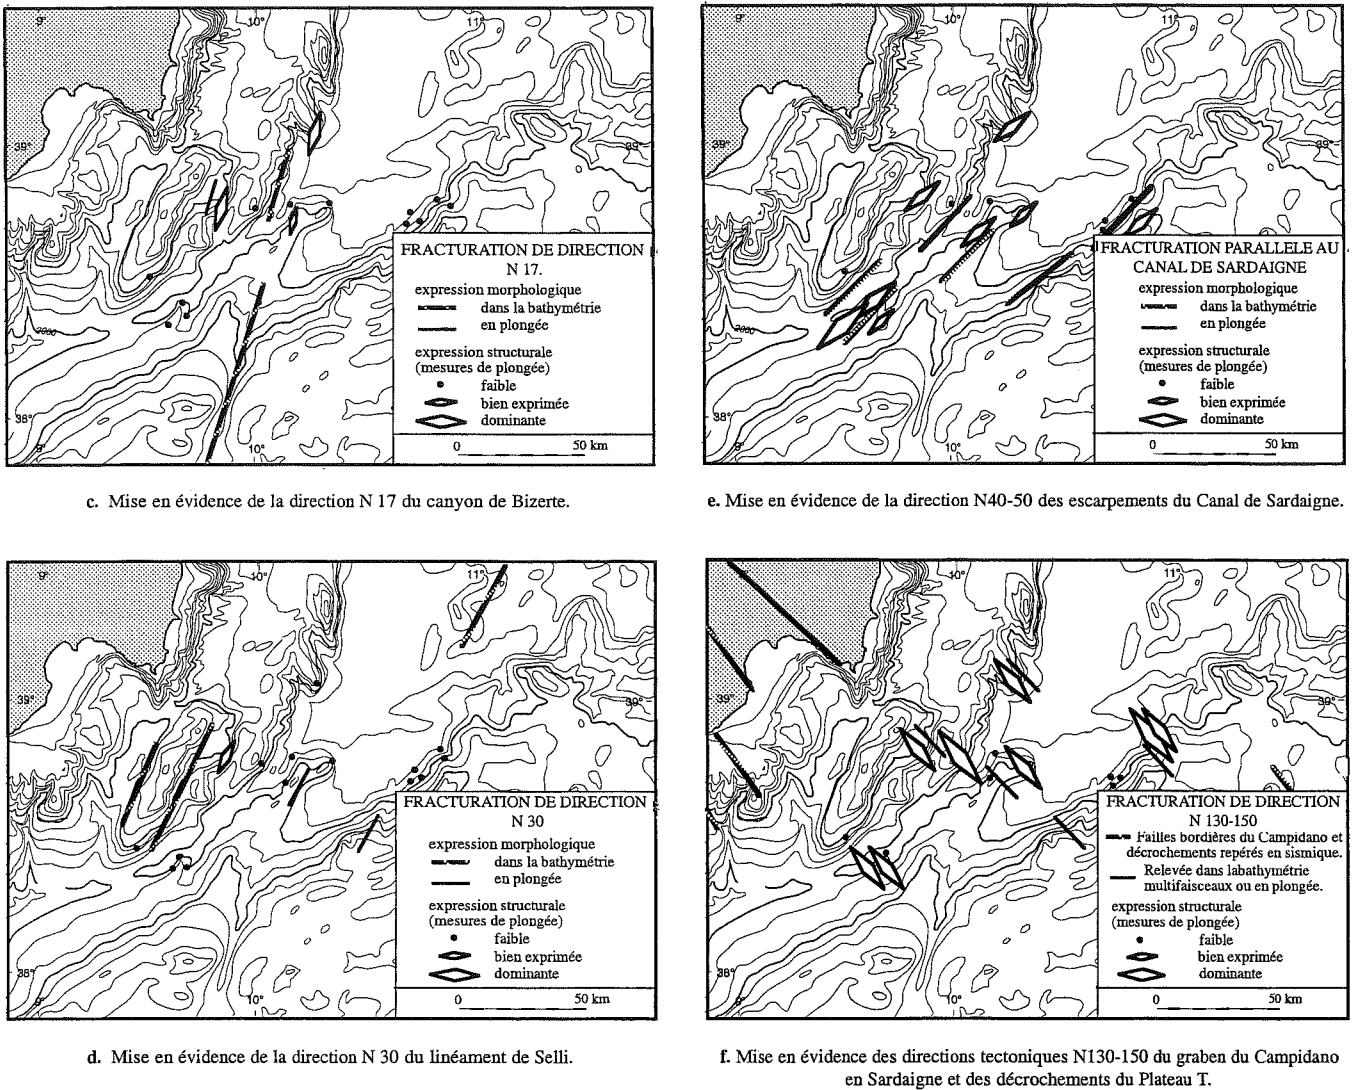 9°
10°
11°
39°
39°
2000
38°
9°
10°
FRACTURATION DE DIRECTION
N 17.
expression morphologique
dans la bathymétrie
en plongée
expression structurale
(mesures de plongée)
faible
bien exprimée
dominante
0 50 km
c. Mise en évidence de la direction N 17 du canyon de Bizerte.
9°
10°
11°
39°
39°
2000
38°
9°
10°
FRACTURATION PARALLELE AU
CANAL DE SARDAIGNE
expression morphologique
dans la bathymétrie
en plongée
expression structurale
(mesures de plongée)
faible
bien exprimée
dominante
0 50 km
e. Mise en évidence de la direction N40-50 des escarpements du Canal de Sardaigne.
9°
10°
11°
39°
39°
38°
9°
10°
FRACTURATION DE DIRECTION
N 30
expression morphologique
dans la bathymétrie
en plongée
expression structurale
(mesures de plongée)
faible
bien exprimée
dominante
0 50 km
d. Mise en évidence de la direction N 30 du linéament de Selli.
10°
11°
39°
39°
38°
9°
10°
FRACTURATION DE DIRECTION
N 130-150
Failles bordières du Campidano et
décrochements repérés en sismique.
Relevée dans labathymétrie
multifaisceaux ou en plongée.
expression structurale
(mesures de plongée)
faible
bien exprimée
dominante
0 50 km
f. Mise en évidence des directions tectoniques N130-150 du graben du Campidano
en Sardaigne et des décrochements du Plateau T.